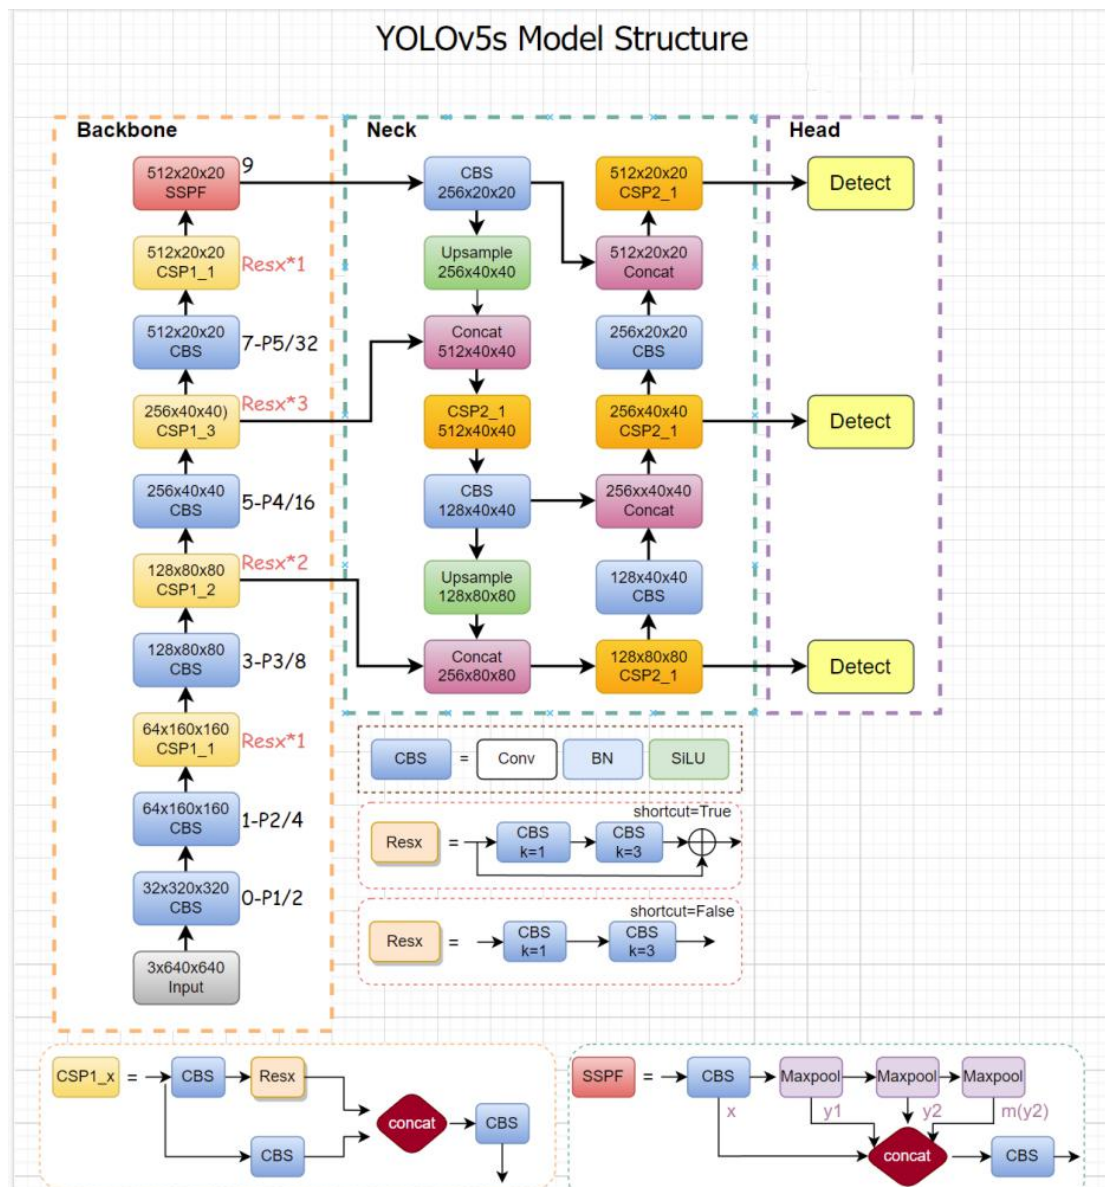 YOLOv5s Model Structure
Backbone
Neck
Head
512x20x20
SSPF
9
512x20x20
CSP1_1
Resx*1
512x20x20
CBS
7-P5/32
256x40x40)
CSP1_3
Resx*3
256x40x40
CBS
5-P4/16
128x80x80
CSP1_2
Resx*2
128x80x80
CBS
3-P3/8
64x160x160
CSP1_1
Resx*1
64x160x160
CBS
1-P2/4
32x320x320
CBS
0-P1/2
3x640x640
Input
CBS
256x20x20
Upsample
256x40x40
Concat
512x40x40
CSP2_1
512x40x40
CBS
128x40x40
Upsample
128x80x80
Concat
256x80x80
512x20x20
CSP2_1
512x20x20
Concat
256x20x20
CBS
256x40x40
CSP2_1
256xx40x40
Concat
128x40x40
CBS
128x80x80
CSP2_1
Detect
Detect
Detect
CBS = Conv BN SiLU
shortcut=True
Resx = CBS
k=1
CBS
k=3
shortcut=False
Resx = CBS
k=1
CBS
k=3
CSP1_x = CBS Resx
concat CBS
CBS
SSPF = CBS Maxpool Maxpool Maxpool
x y1 y2 m(y2)
concat CBS